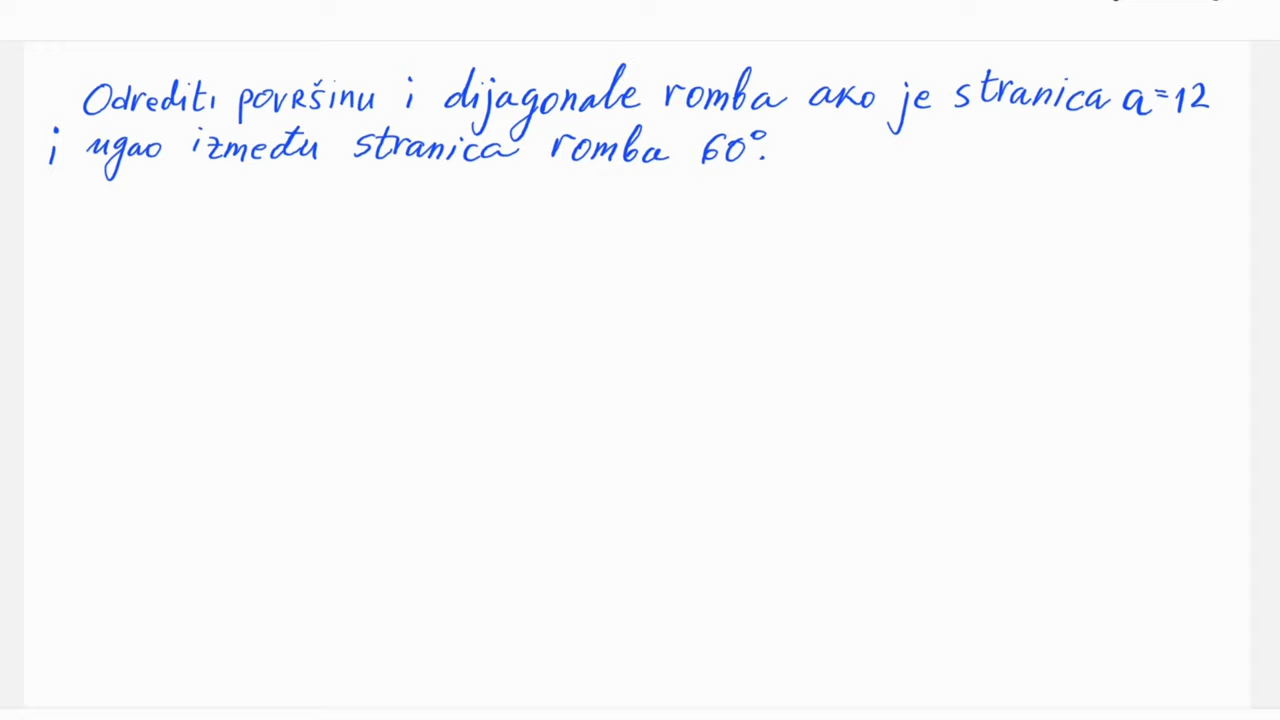 Odrediti površinu i dijagonale romba ako je stranica a=12
i ugao između stranica romba 60°.